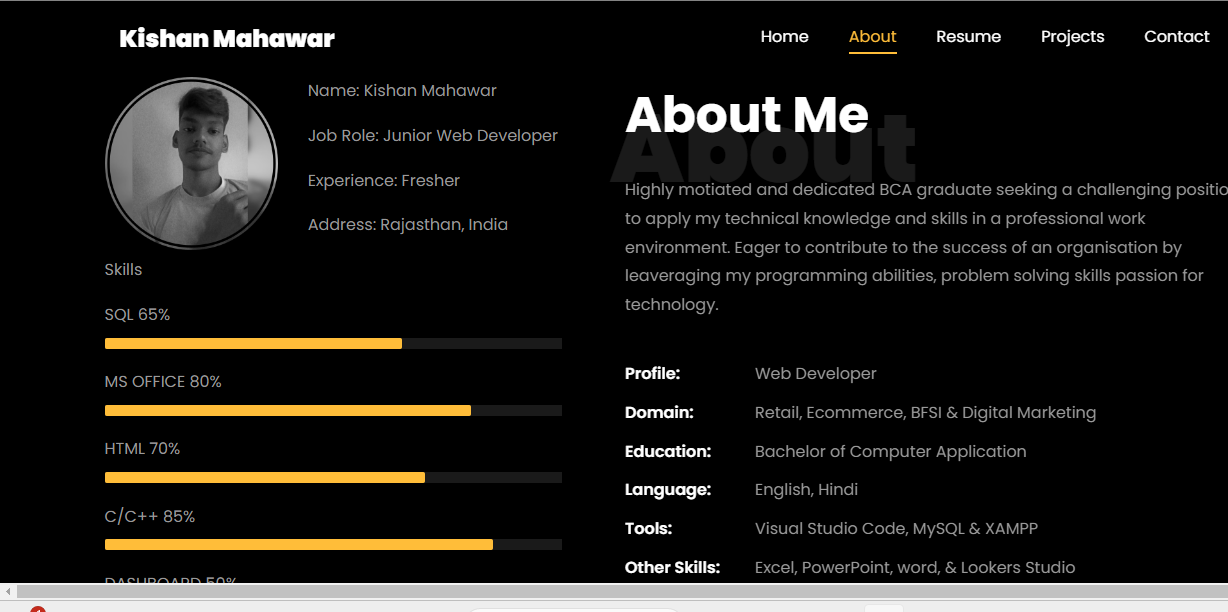 Kishan Mahawar
Home About Resume Projects Contact
Name: Kishan Mahawar
Job Role: Junior Web Developer
Experience: Fresher
Address: Rajasthan, India
Skills
SQL 65%
MS OFFICE 80%
HTML 70%
C/C++ 85%
DASHBOARD 50%
About Me
About
Highly motiated and dedicated BCA graduate seeking a challenging positio
to apply my technical knowledge and skills in a professional work
environment. Eager to contribute to the success of an organisation by
leaveraging my programming abilities, problem solving skills passion for
technology.
Profile: Web Developer
Domain: Retail, Ecommerce, BFSI & Digital Marketing
Education: Bachelor of Computer Application
Language: English, Hindi
Tools: Visual Studio Code, MySQL & XAMPP
Other Skills: Excel, PowerPoint, word, & Lookers Studio